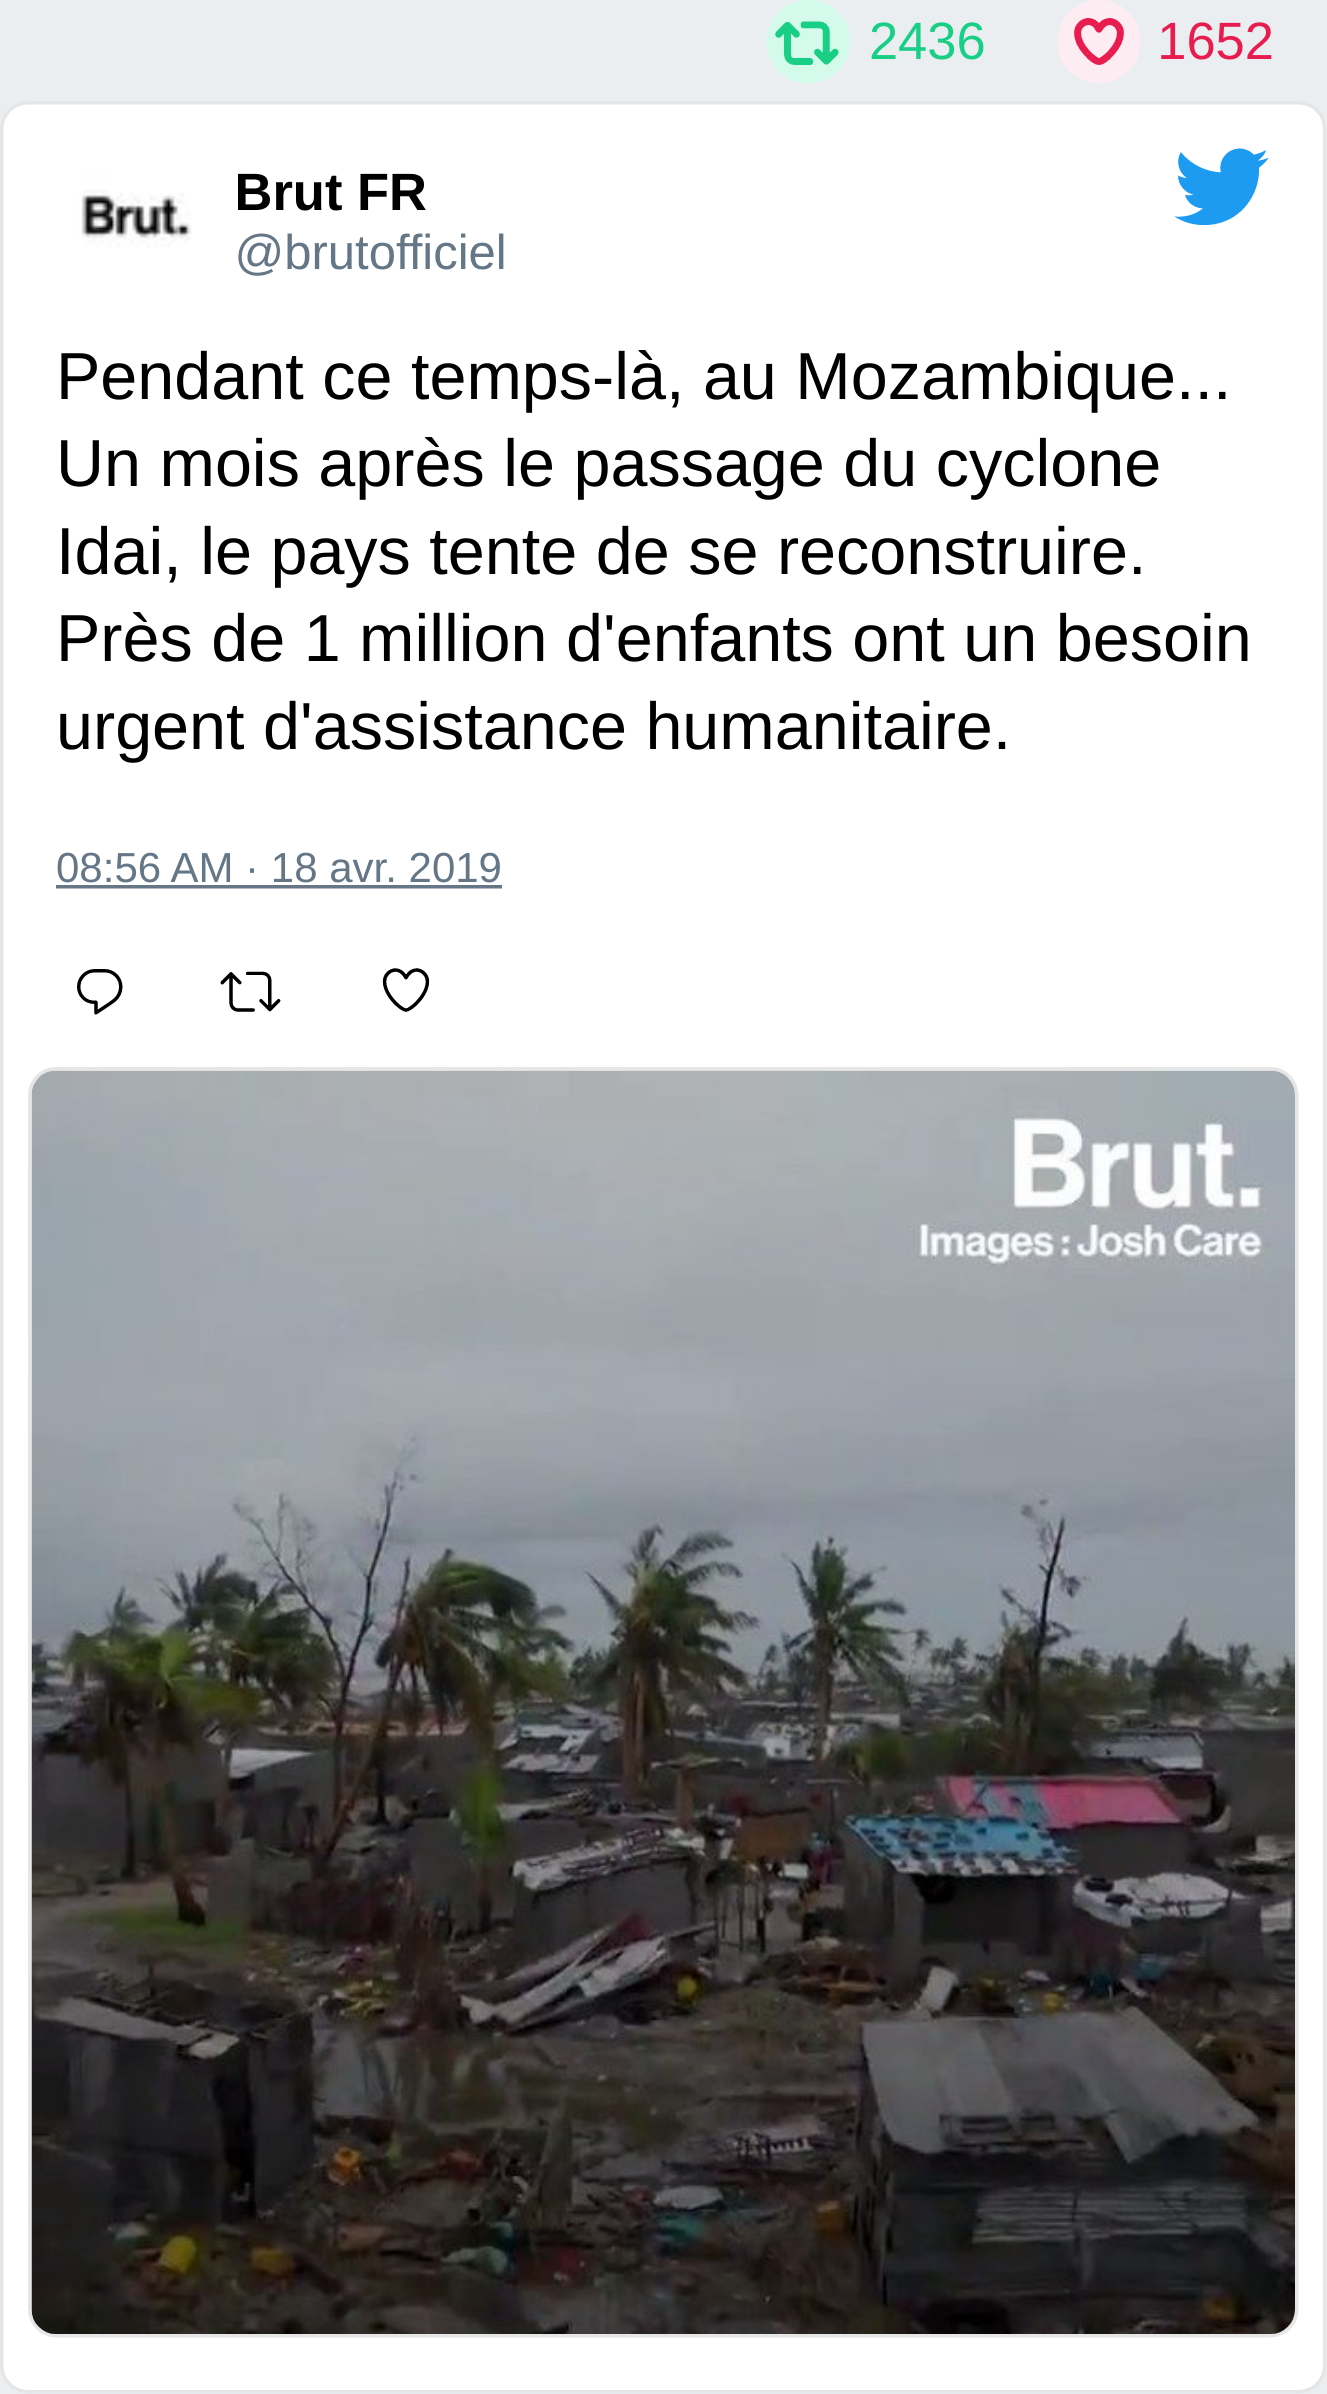 2436 1652
Brut.
Brut FR
@brutofficiel
Pendant ce temps-là, au Mozambique...
Un mois après le passage du cyclone
Idai, le pays tente de se reconstruire.
Près de 1 million d'enfants ont un besoin
urgent d'assistance humanitaire.
08:56 AM · 18 avr. 2019
Brut.
Images : Josh Care